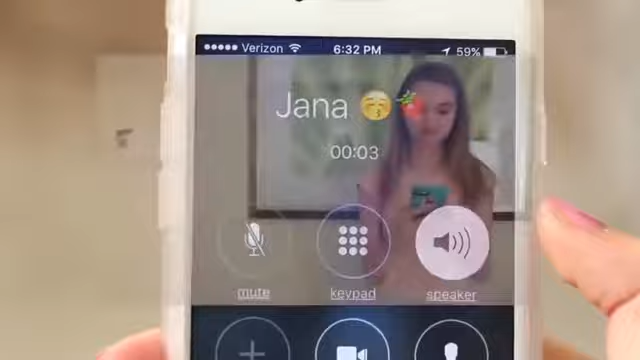 Verizon 6:32 PM 59%
Jana 😚🍓
00:03
mute keypad speaker